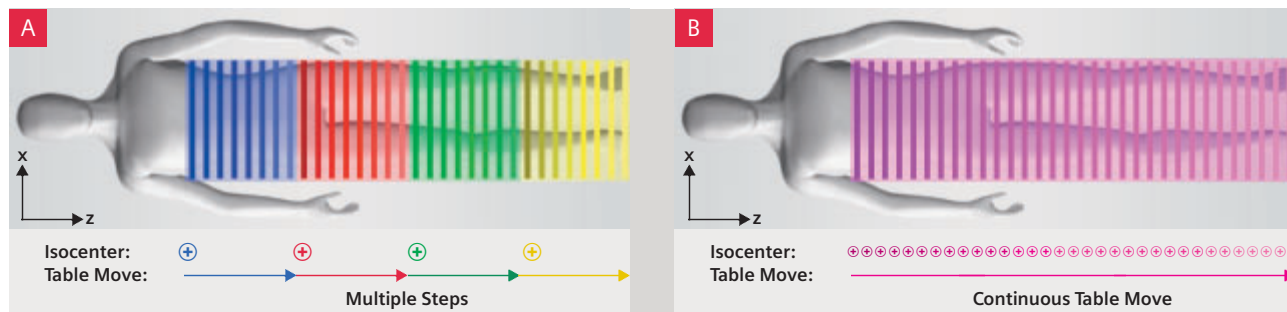 A
x
z
Isocenter:
Table Move:
Multiple Steps
B
x
z
Isocenter:
Table Move:
Continuous Table Move